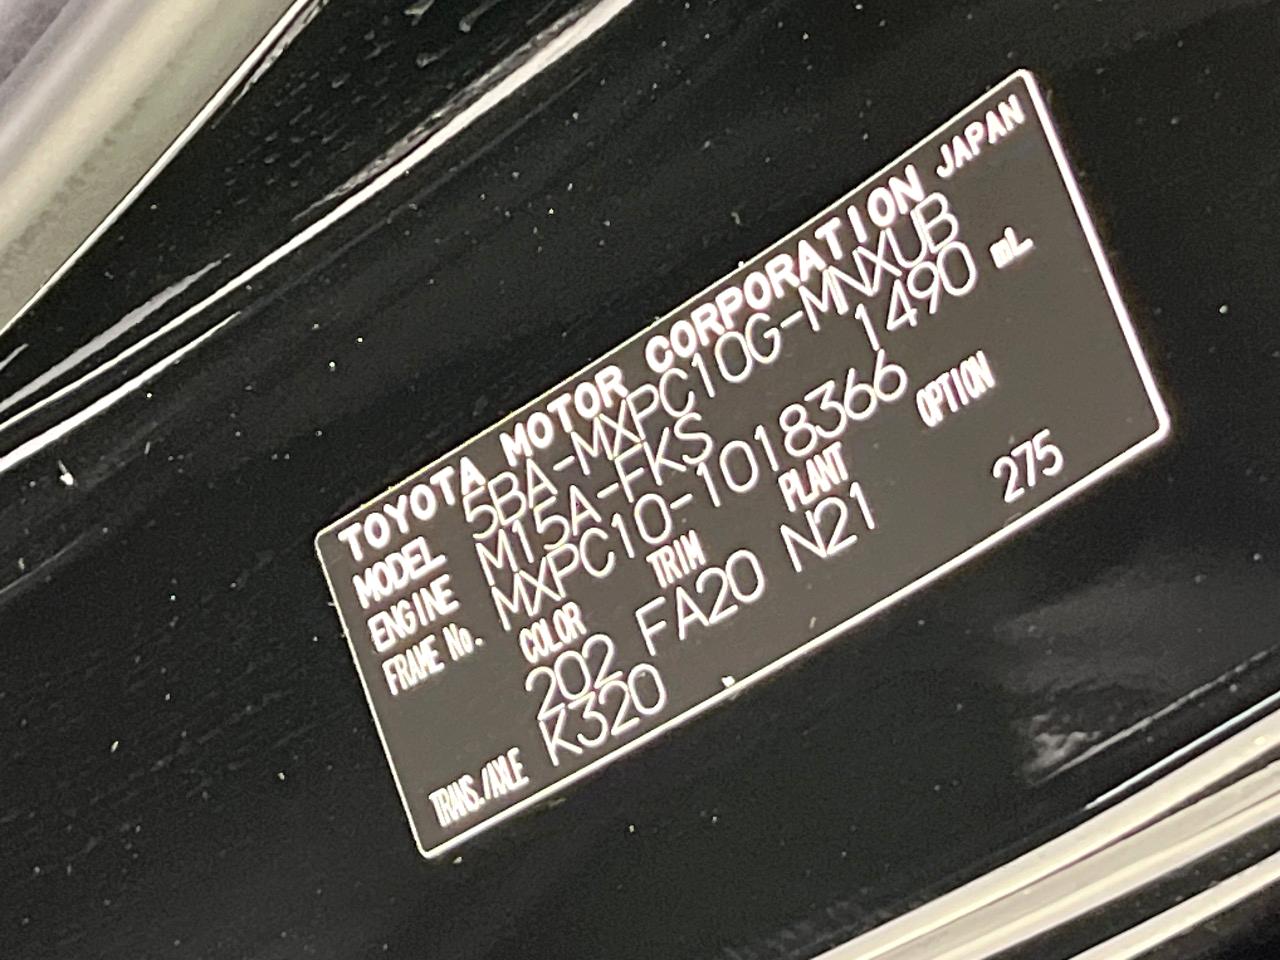 TOYOTA MOTOR CORPORATION JAPAN
MODEL 5BA-MXPC10G-MNXUB
ENGINE M15A-FKS 1490 mL
FRAME No. MXPC10-1018366
COLOR TRIM PLANT OPTION
202 FA20 N21 275
TRANS./AXLE K320